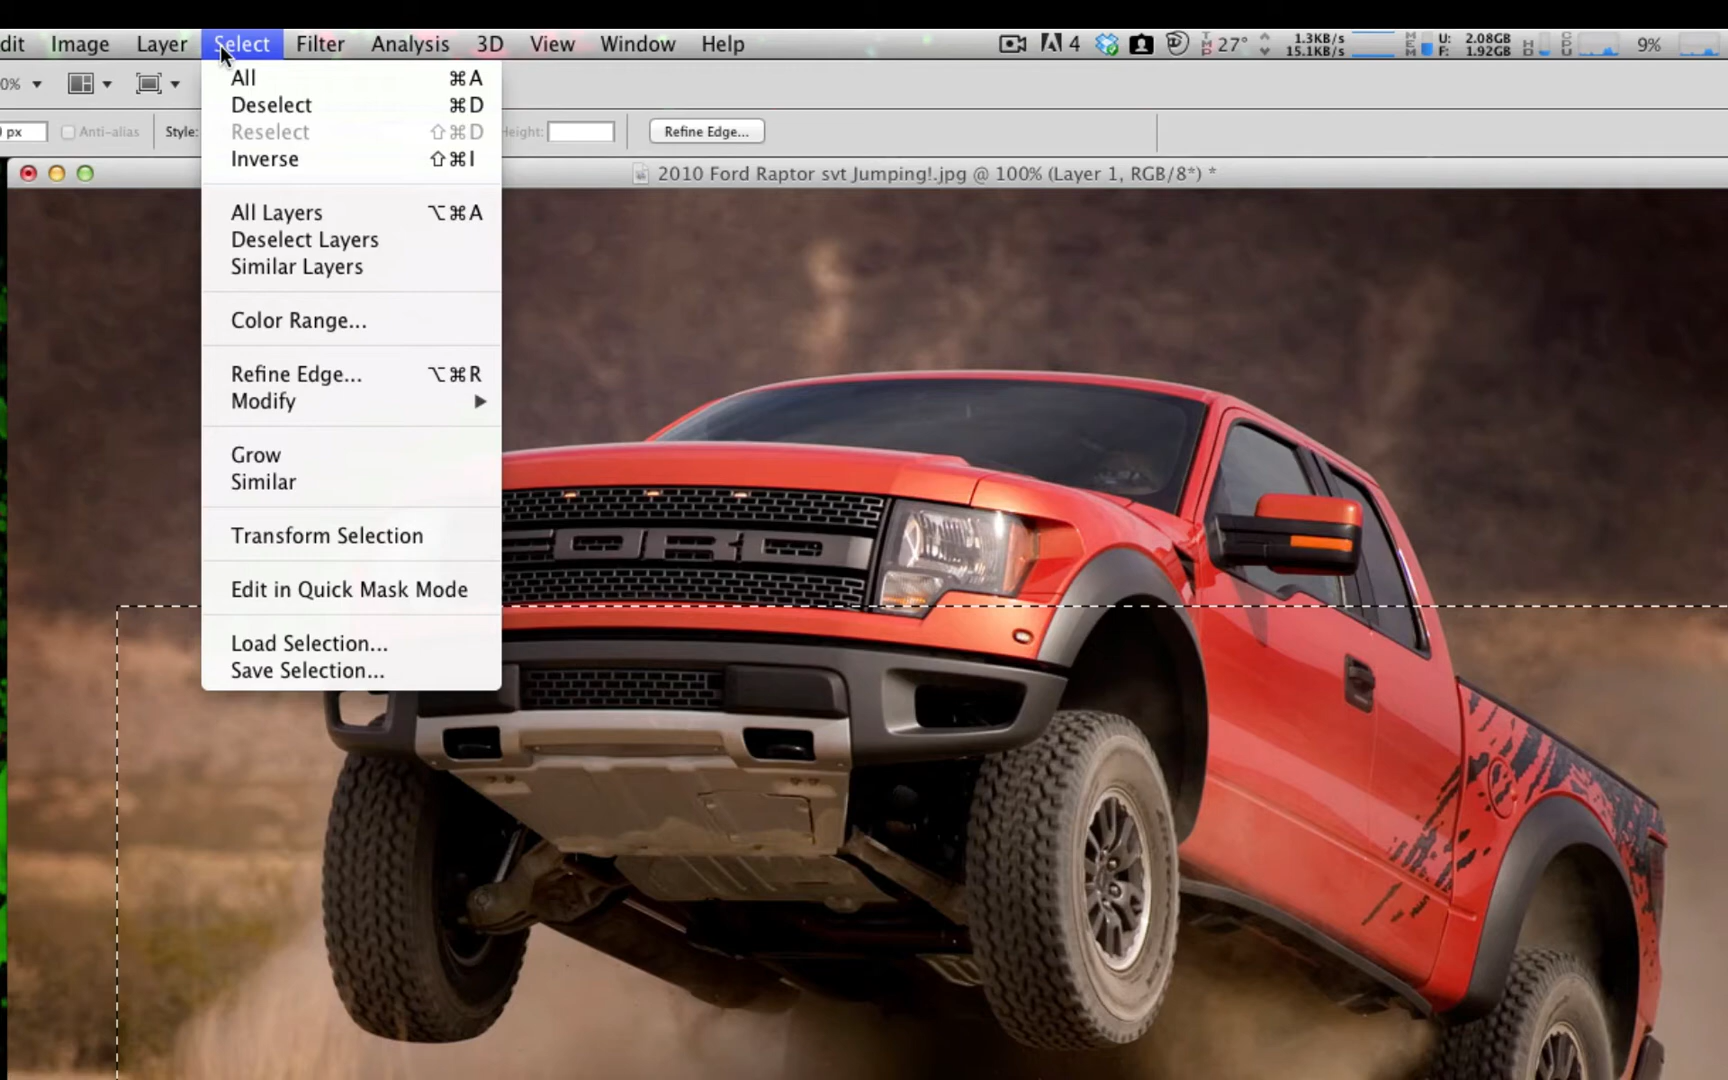 dit Image Layer Select Filter Analysis 3D View Window Help 4 27° 1.3KB/s 15.1KB/s U: 2.08GB F: 1.92GB 9%
0%
px Anti-alias Style: Height: Refine Edge...
2010 Ford Raptor svt Jumping!.jpg @ 100% (Layer 1, RGB/8*) *
All ⌘A
Deselect ⌘D
Reselect ⇧⌘D
Inverse ⇧⌘I
All Layers ⌥⌘A
Deselect Layers
Similar Layers
Color Range...
Refine Edge... ⌥⌘R
Modify ▶
Grow
Similar
Transform Selection
Edit in Quick Mask Mode
Load Selection...
Save Selection...
FORD